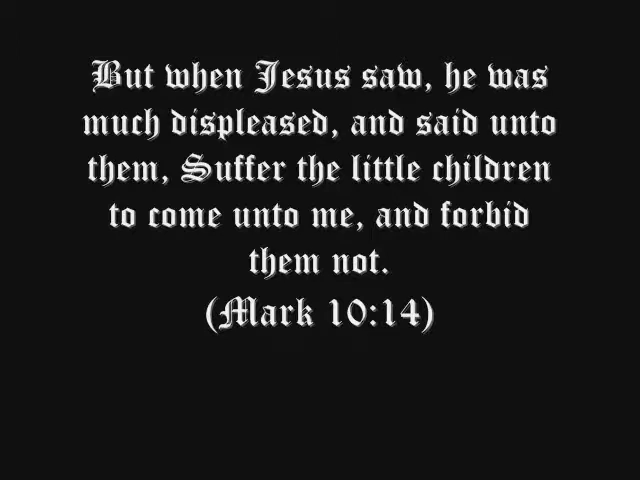 But when Jesus saw, he was
much displeased, and said unto
them, Suffer the little children
to come unto me, and forbid
them not.
(Mark 10:14)